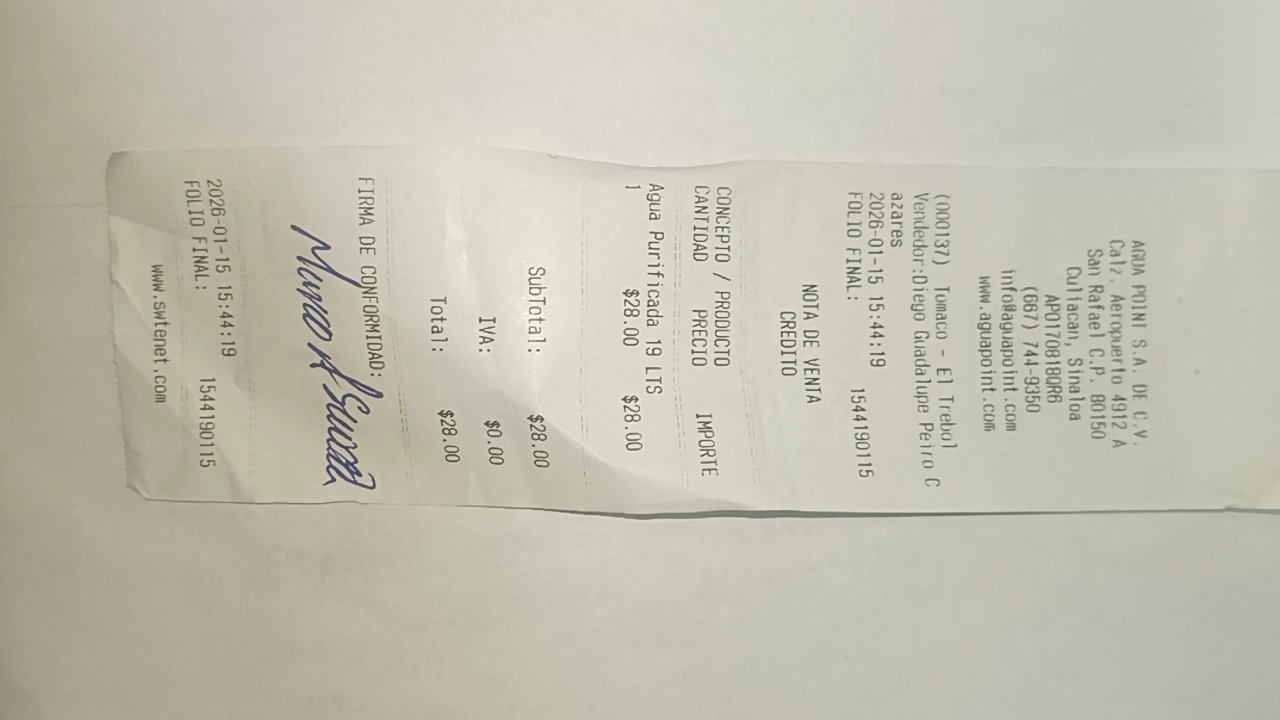 AGUA POINT S.A. DE C.V.
Calz. Aeropuerto 4912 A
San Rafael C.P. 80150
Culiacan, Sinaloa
APO170818QR6
(667) 744-9350
info@aguapoint.com
www.aguapoint.com
(000137) Tomaco - El Trebol
Vendedor:Diego Guadalupe Peiro C
azares
2026-01-15 15:44:19
FOLIO FINAL: 1544190115
NOTA DE VENTA
CREDITO
CONCEPTO / PRODUCTO
CANTIDAD PRECIO IMPORTE
Agua Purificada 19 LTS
1 $28.00 $28.00
SubTotal: $28.00
IVA: $0.00
Total: $28.00
FIRMA DE CONFORMIDAD:
2026-01-15 15:44:19
FOLIO FINAL: 1544190115
www.swtenet.com